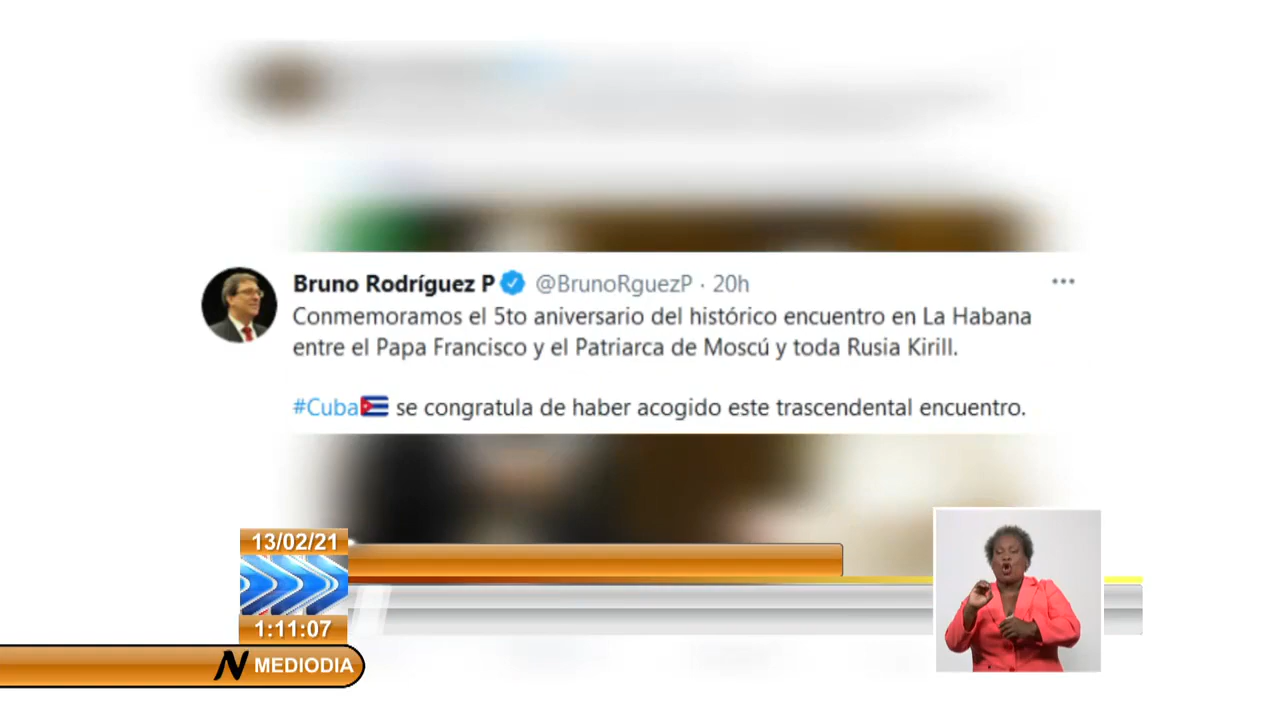 Bruno Rodríguez P @BrunoRguezP · 20h
Conmemoramos el 5to aniversario del histórico encuentro en La Habana
entre el Papa Francisco y el Patriarca de Moscú y toda Rusia Kirill.
#Cuba🇨🇺 se congratula de haber acogido este trascendental encuentro.
13/02/21
1:11:07
N MEDIODIA